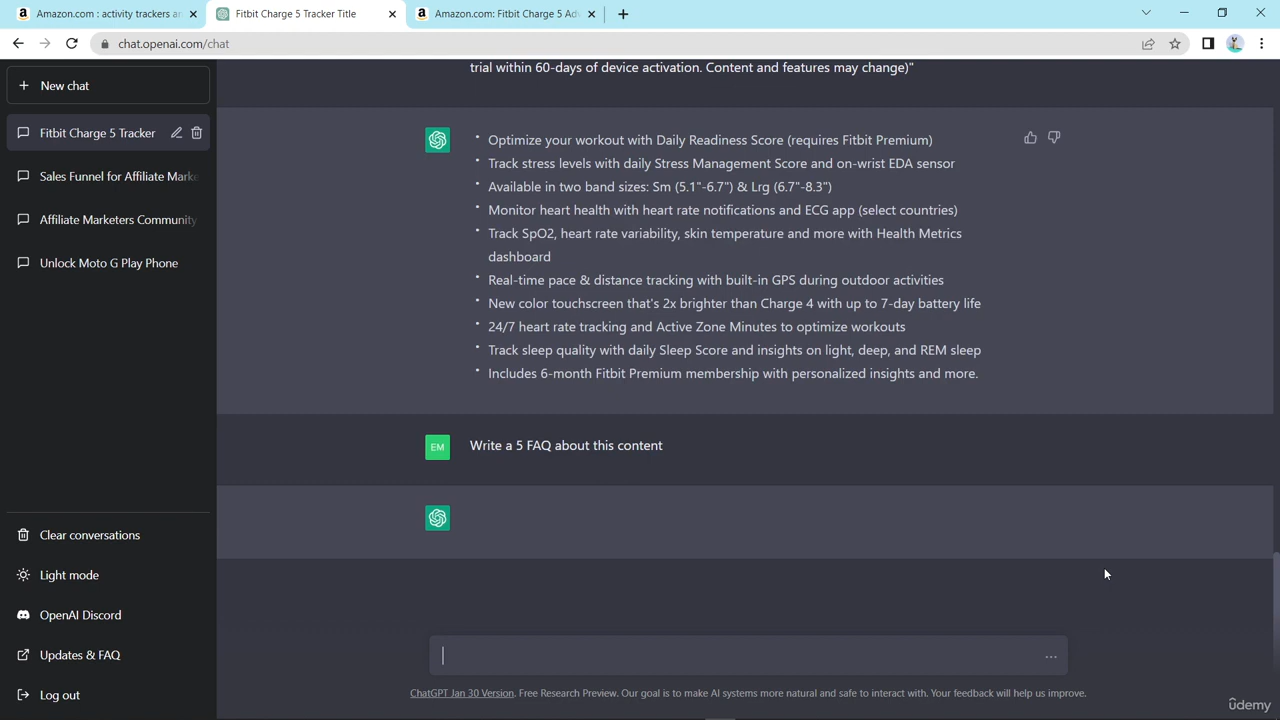 Amazon.com : activity trackers an
Fitbit Charge 5 Tracker Title
Amazon.com: Fitbit Charge 5 Adv
chat.openai.com/chat
trial within 60-days of device activation. Content and features may change)"
New chat
Fitbit Charge 5 Tracker
Sales Funnel for Affiliate Marke
Affiliate Marketers Community
Unlock Moto G Play Phone
• Optimize your workout with Daily Readiness Score (requires Fitbit Premium)
• Track stress levels with daily Stress Management Score and on-wrist EDA sensor
• Available in two band sizes: Sm (5.1"-6.7") & Lrg (6.7"-8.3")
• Monitor heart health with heart rate notifications and ECG app (select countries)
• Track SpO2, heart rate variability, skin temperature and more with Health Metrics
dashboard
• Real-time pace & distance tracking with built-in GPS during outdoor activities
• New color touchscreen that's 2x brighter than Charge 4 with up to 7-day battery life
• 24/7 heart rate tracking and Active Zone Minutes to optimize workouts
• Track sleep quality with daily Sleep Score and insights on light, deep, and REM sleep
• Includes 6-month Fitbit Premium membership with personalized insights and more.
EM
Write a 5 FAQ about this content
Clear conversations
Light mode
OpenAI Discord
Updates & FAQ
Log out
ChatGPT Jan 30 Version. Free Research Preview. Our goal is to make AI systems more natural and safe to interact with. Your feedback will help us improve.
ûdemy